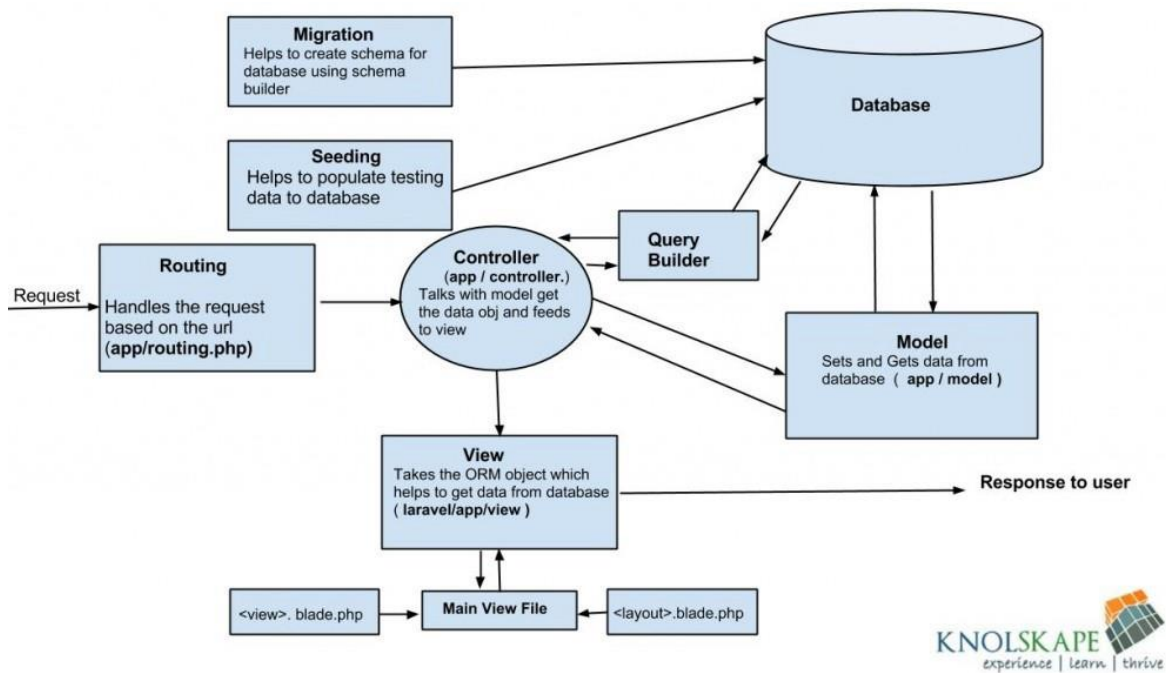 Migration
Helps to create schema for
database using schema
builder
Database
Seeding
Helps to populate testing
data to database
Query
Builder
Controller
(app / controller.)
Talks with model get
the data obj and feeds
to view
Routing
Handles the request
based on the url
(app/routing.php)
Request
Model
Sets and Gets data from
database ( app / model )
View
Takes the ORM object which
helps to get data from database
( laravel/app/view )
Response to user
<view>. blade.php
Main View File
<layout>.blade.php
KNOLSKAPE
experience | learn | thrive